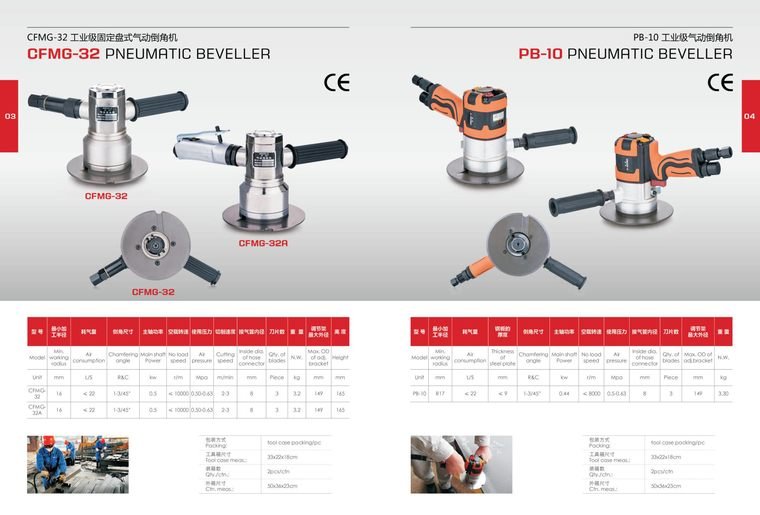 CFMG-32 工业级固定盘式气动倒角机
CFMG-32 PNEUMATIC BEVELLER
CE
03
CFMG-32
CFMG-32A
CFMG-32
型 号 最小加工半径 耗气量 倒角尺寸 主轴功率 空载转速 使用压力 切削速度 接气管内径 刀片数 重 量 调节架最大外径 高 度
Model Min. working radius Air consumption Chamfering angle Main shaft Power No load speed Air pressure Cutting speed Inside dia. of hose connector Qty. of blades N.W. Max. OD of adj. bracket Height
Unit mm L/S R&C kw r/m Mpa m/min mm Piece kg mm mm
CFMG-32 16 ≤ 22 1-3/45° 0.5 ≤ 10000 0.50-0.63 2-3 8 3 3.2 149 165
CFMG-32A 16 ≤ 22 1-3/45° 0.5 ≤ 10000 0.50-0.63 2-3 8 3 3.2 149 165
包装方式
Packing: tool case packing/pc
工具箱尺寸
Tool case meas.: 33x22x18cm
装箱数
Qty./ctn.: 2pcs/ctn
外箱尺寸
Ctn. meas.: 50x36x23cm
PB-10 工业级气动倒角机
PB-10 PNEUMATIC BEVELLER
CE
04
型 号 最小加工半径 耗气量 钢板的厚度 倒角尺寸 主轴功率 空载转速 使用压力 接气管内径 刀片数 调节架最大外径 重 量
Model Min. working radius Air consumption Thickness of steel plate Chamfering angle Main shaft Power No load speed Air pressure Inside dia. of hose connector Qty. of blades Max. OD of adj.bracket N.W.
Unit mm L/S mm R&C kw r/m Mpa mm Piece mm kg
PB-10 R17 ≤ 22 ≤ 9 1-3/45° 0.44 ≤ 8000 0.5-0.63 8 3 149 3.30
包装方式
Packing: tool case packing/pc
工具箱尺寸
Tool case meas.: 33x22x18cm
装箱数
Qty./ctn.: 2pcs/ctn
外箱尺寸
Ctn. meas.: 50x36x23cm